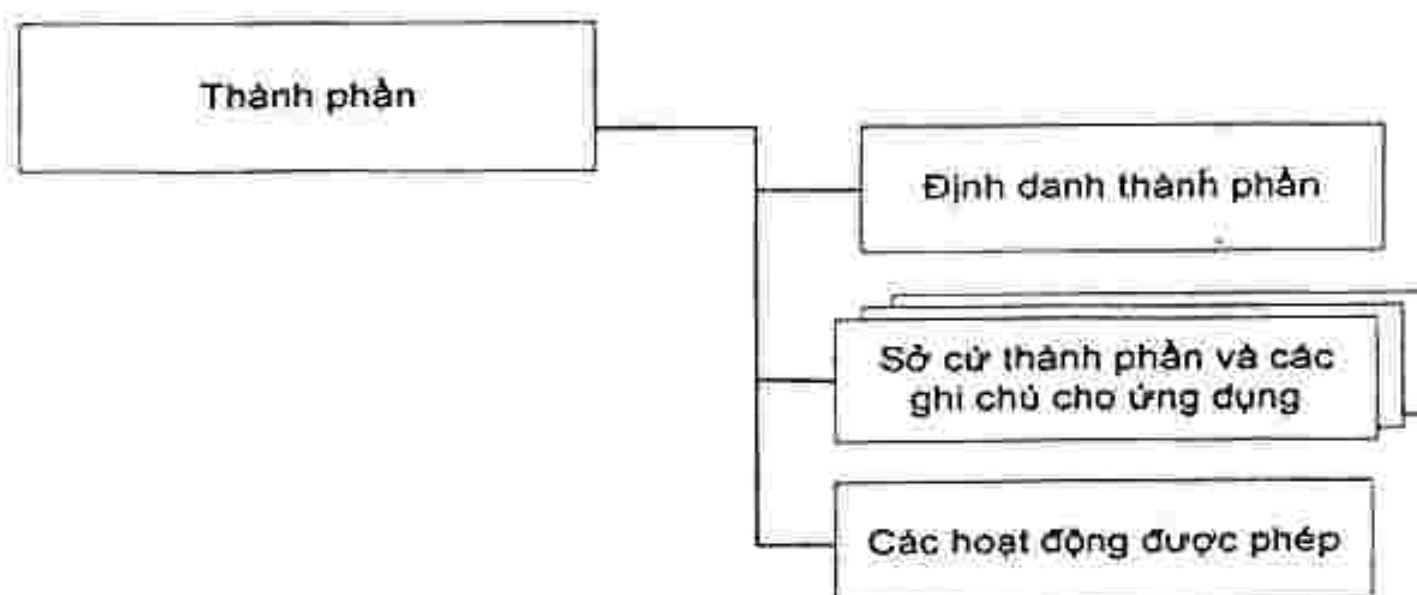 Thành phần
Định danh thành phần
Sở cứ thành phần và các
ghi chú cho ứng dụng
Các hoạt động được phép